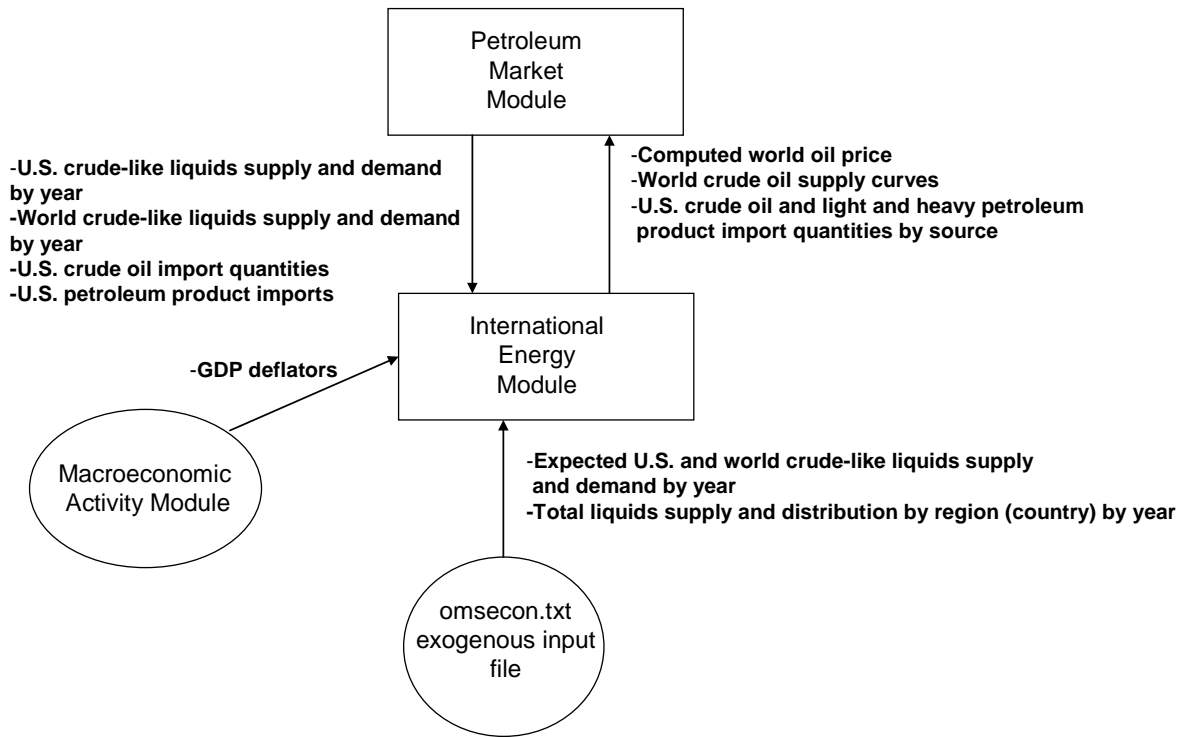 Petroleum
Market
Module
-U.S. crude-like liquids supply and demand
by year
-World crude-like liquids supply and demand
by year
-U.S. crude oil import quantities
-U.S. petroleum product imports
-Computed world oil price
-World crude oil supply curves
-U.S. crude oil and light and heavy petroleum
product import quantities by source
International
Energy
Module
-GDP deflators
Macroeconomic
Activity Module
-Expected U.S. and world crude-like liquids supply
and demand by year
-Total liquids supply and distribution by region (country) by year
omsecon.txt
exogenous input
file